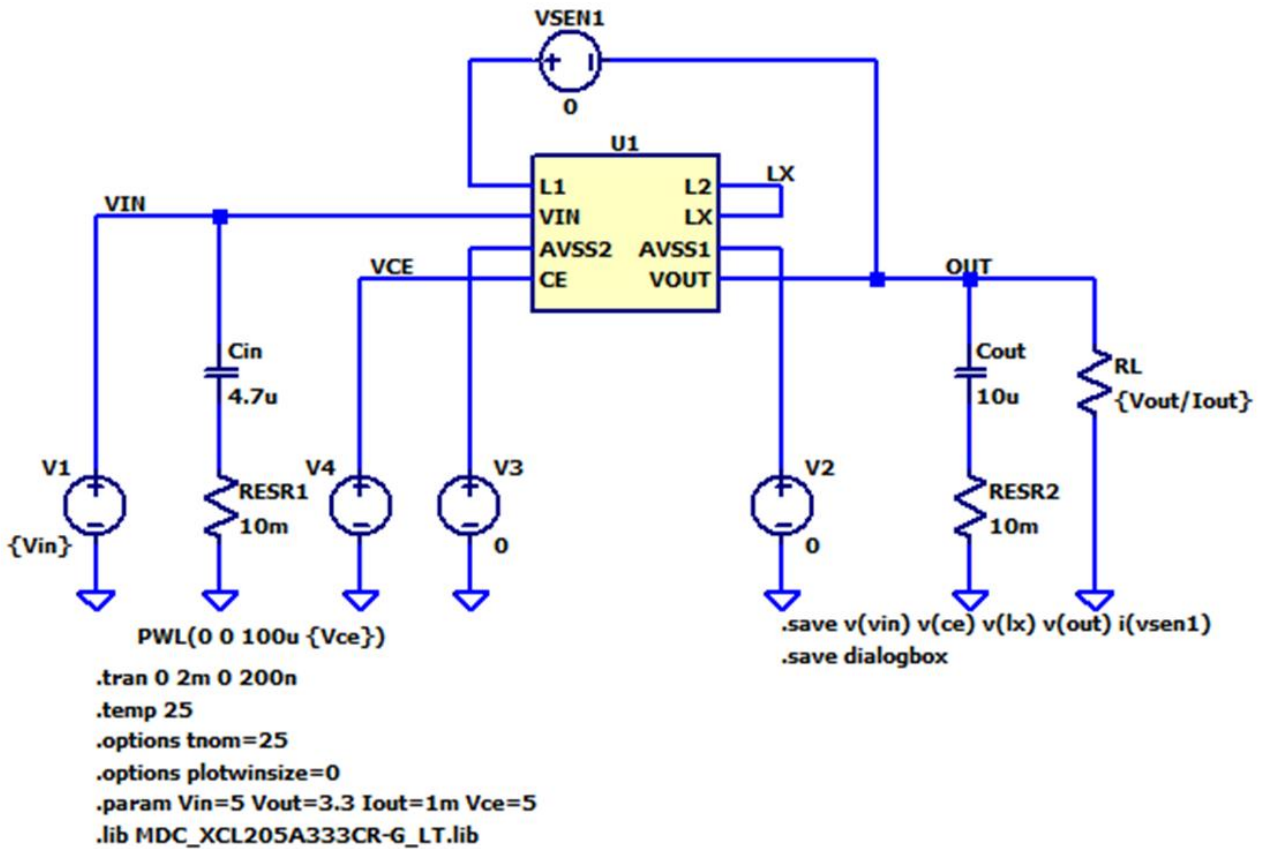 VSEN1
0
U1
L1
L2
LX
VIN
VIN
LX
AVSS2
AVSS1
VCE
CE
VOUT
OUT
Cin
4.7u
Cout
10u
RL
{Vout/Iout}
V1
{Vin}
RESR1
10m
V4
V3
0
V2
0
RESR2
10m
PWL(0 0 100u {Vce})
.save v(vin) v(ce) v(lx) v(out) i(vsen1)
.save dialogbox
.tran 0 2m 0 200n
.temp 25
.options tnom=25
.options plotwinsize=0
.param Vin=5 Vout=3.3 Iout=1m Vce=5
.lib MDC_XCL205A333CR-G_LT.lib